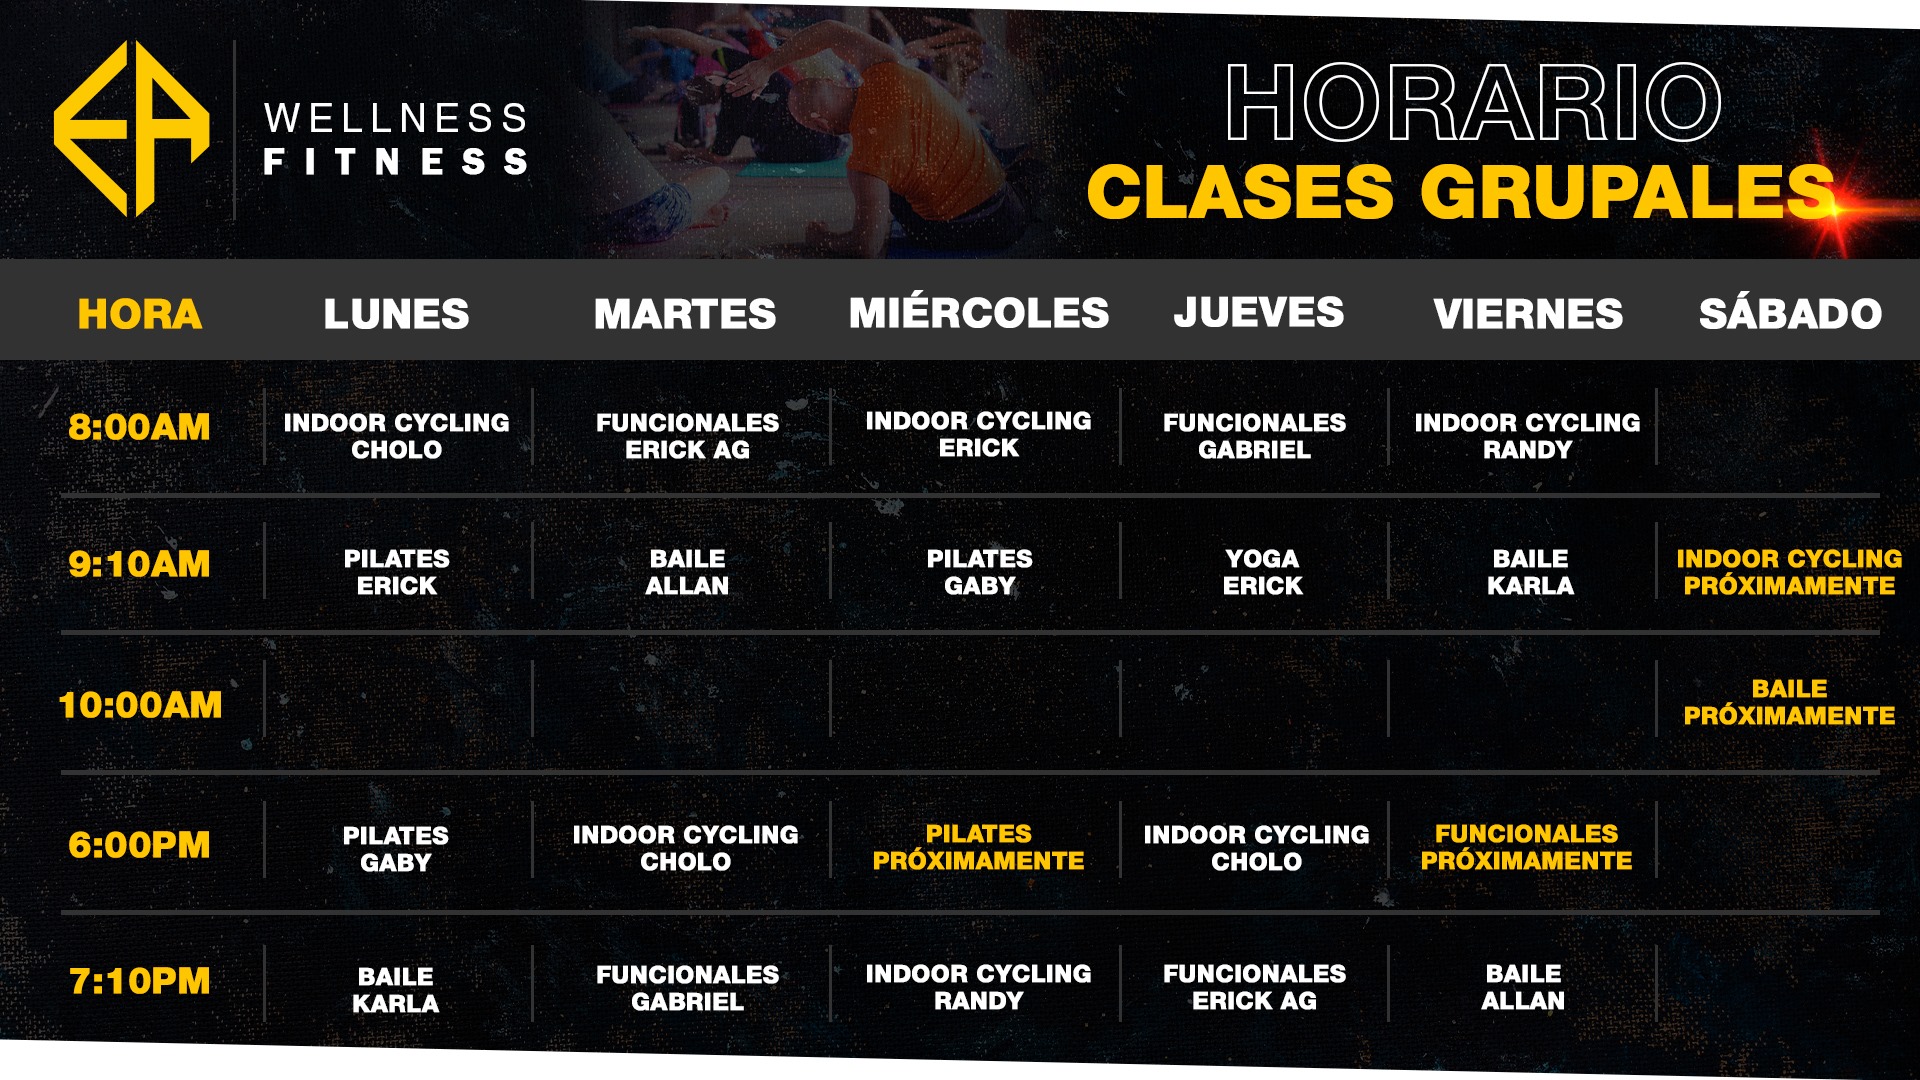 EA
WELLNESS
FITNESS
HORARIO
CLASES GRUPALES
HORA LUNES MARTES MIÉRCOLES JUEVES VIERNES SÁBADO
8:00AM
INDOOR CYCLING
CHOLO
FUNCIONALES
ERICK AG
INDOOR CYCLING
ERICK
FUNCIONALES
GABRIEL
INDOOR CYCLING
RANDY
9:10AM
PILATES
ERICK
BAILE
ALLAN
PILATES
GABY
YOGA
ERICK
BAILE
KARLA
INDOOR CYCLING
PRÓXIMAMENTE
10:00AM
BAILE
PRÓXIMAMENTE
6:00PM
PILATES
GABY
INDOOR CYCLING
CHOLO
PILATES
PRÓXIMAMENTE
INDOOR CYCLING
CHOLO
FUNCIONALES
PRÓXIMAMENTE
7:10PM
BAILE
KARLA
FUNCIONALES
GABRIEL
INDOOR CYCLING
RANDY
FUNCIONALES
ERICK AG
BAILE
ALLAN